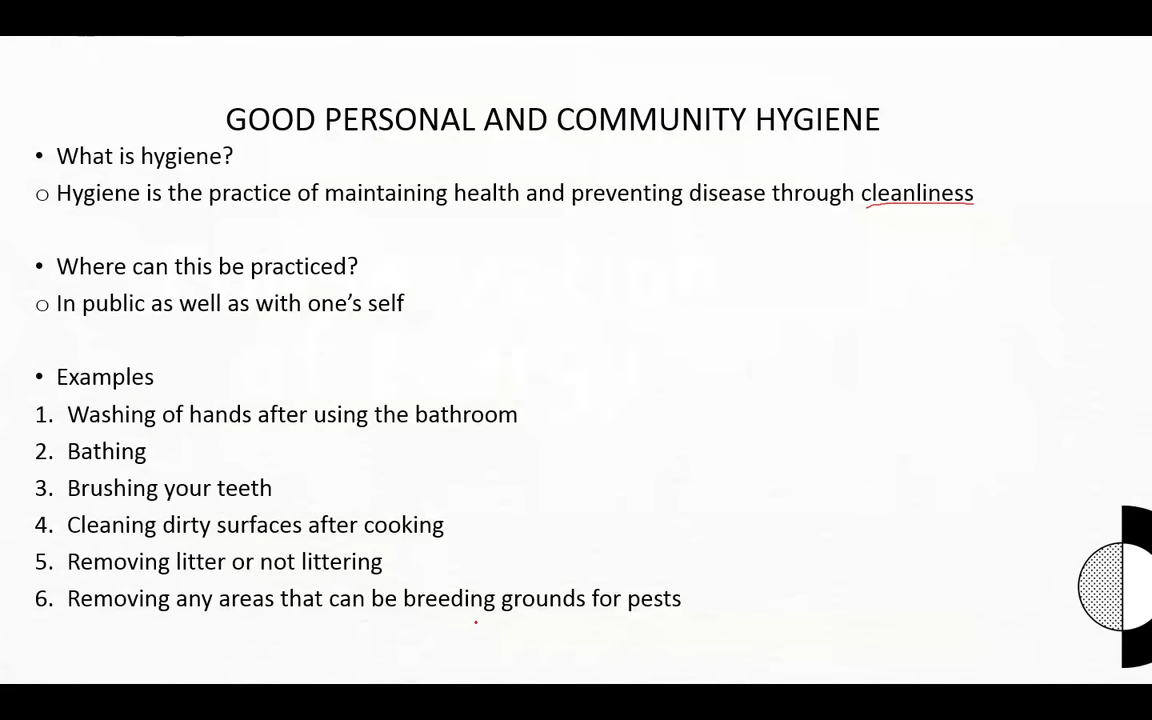 GOOD PERSONAL AND COMMUNITY HYGIENE
• What is hygiene?
o Hygiene is the practice of maintaining health and preventing disease through cleanliness
• Where can this be practiced?
o In public as well as with one’s self
• Examples
1. Washing of hands after using the bathroom
2. Bathing
3. Brushing your teeth
4. Cleaning dirty surfaces after cooking
5. Removing litter or not littering
6. Removing any areas that can be breeding grounds for pests